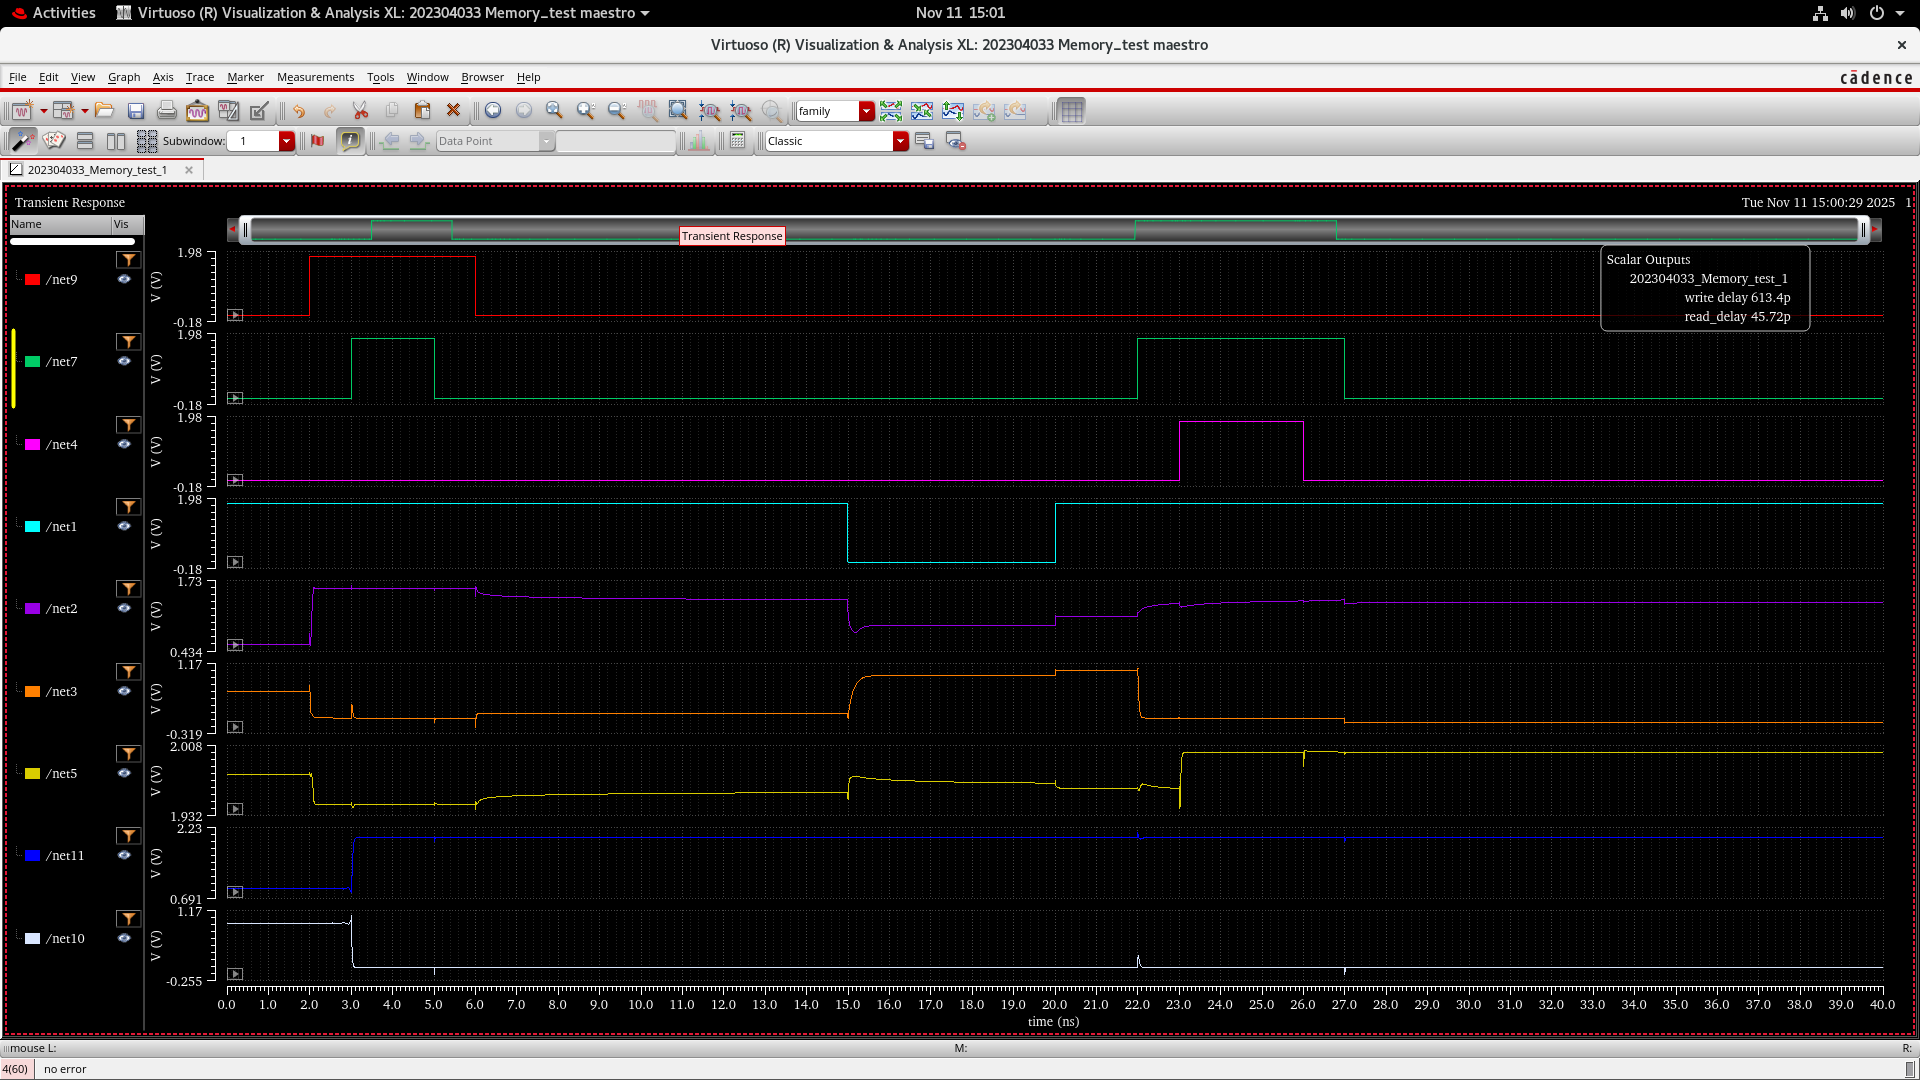 Activities
Virtuoso (R) Visualization & Analysis XL: 202304033 Memory_test maestro
Nov 11 15:01
Virtuoso (R) Visualization & Analysis XL: 202304033 Memory_test maestro
File Edit View Graph Axis Trace Marker Measurements Tools Window Browser Help
cādence
family
Subwindow: 1
Data Point
Classic
202304033_Memory_test_1
Transient Response
Tue Nov 11 15:00:29 2025 1
Name Vis
Transient Response
Scalar Outputs
202304033_Memory_test_1
write delay 613.4p
read_delay 45.72p
/net9
V (V)
1.98
-0.18
/net7
V (V)
1.98
-0.18
/net4
V (V)
1.98
-0.18
/net1
V (V)
1.98
-0.18
/net2
V (V)
1.73
0.434
/net3
V (V)
1.17
-0.319
/net5
V (V)
2.008
1.932
/net11
V (V)
2.23
0.691
/net10
V (V)
1.17
-0.255
0.0 1.0 2.0 3.0 4.0 5.0 6.0 7.0 8.0 9.0 10.0 11.0 12.0 13.0 14.0 15.0 16.0 17.0 18.0 19.0 20.0 21.0 22.0 23.0 24.0 25.0 26.0 27.0 28.0 29.0 30.0 31.0 32.0 33.0 34.0 35.0 36.0 37.0 38.0 39.0 40.0
time (ns)
mouse L: M: R:
4(60) no error